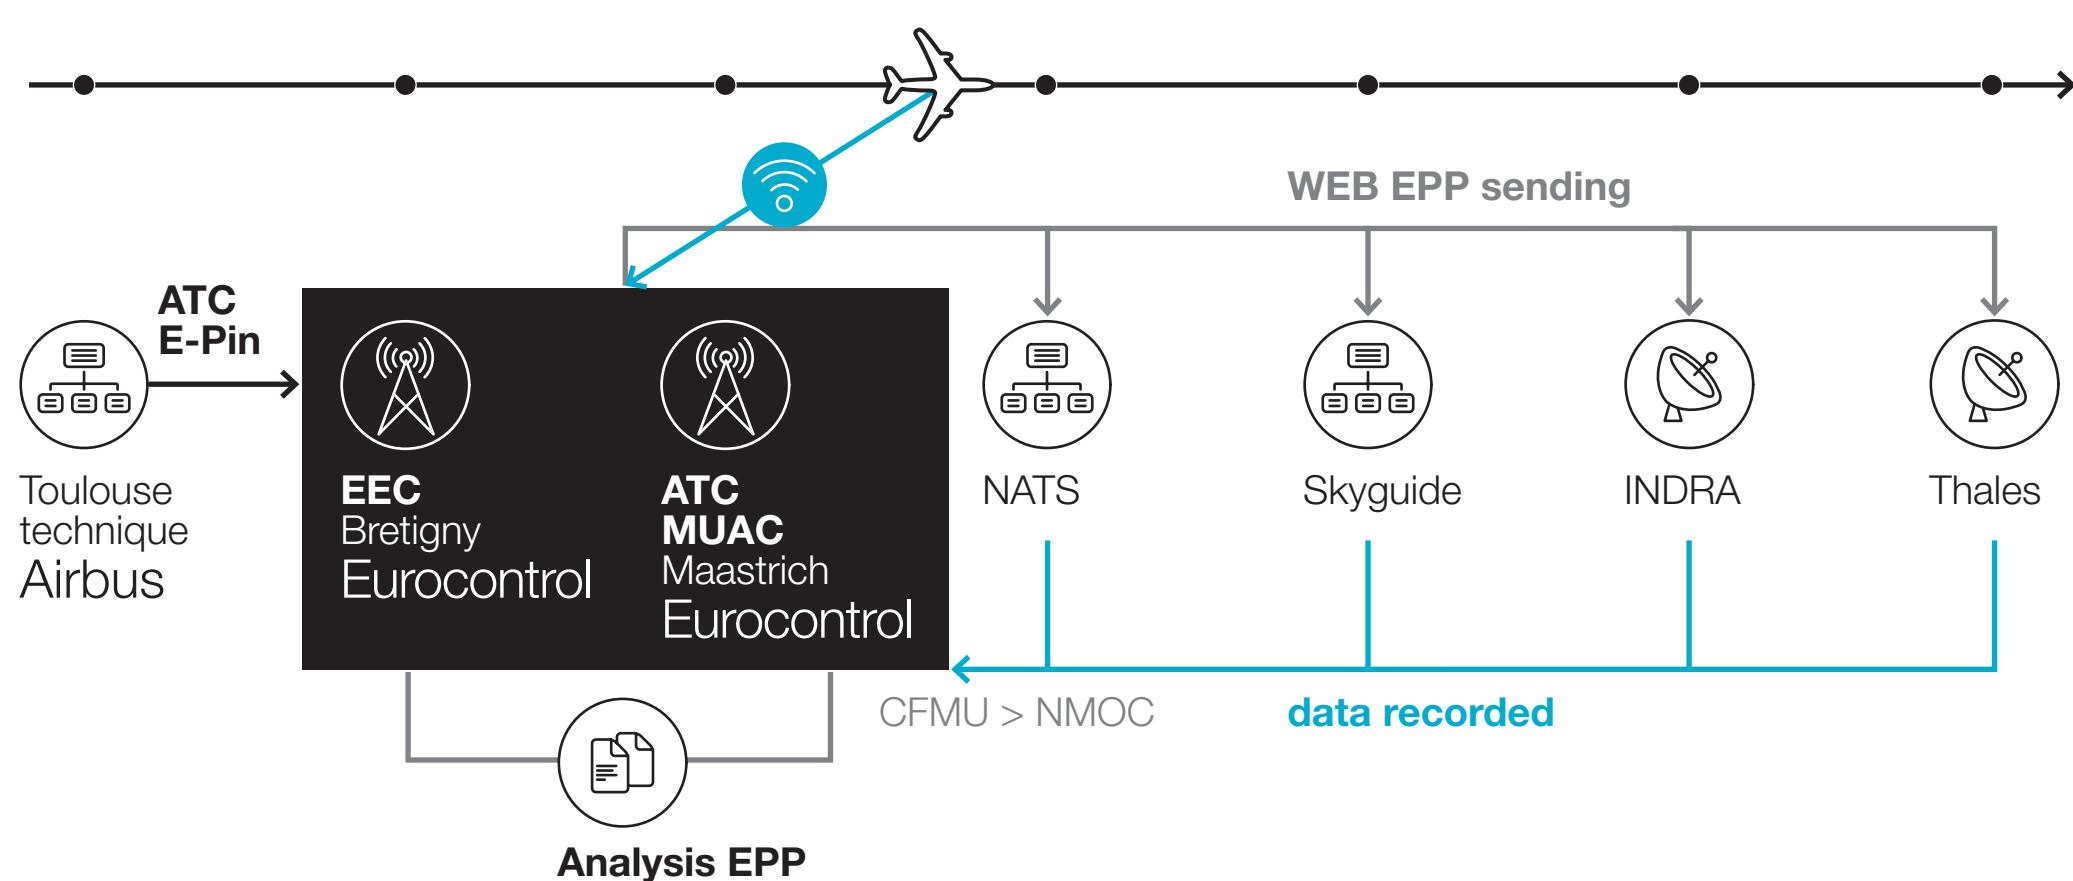 WEB EPP sending
ATC
E-Pin
Toulouse
technique
Airbus
EEC
Bretigny
Eurocontrol
ATC
MUAC
Maastrich
Eurocontrol
NATS
Skyguide
INDRA
Thales
CFMU > NMOC
data recorded
Analysis EPP